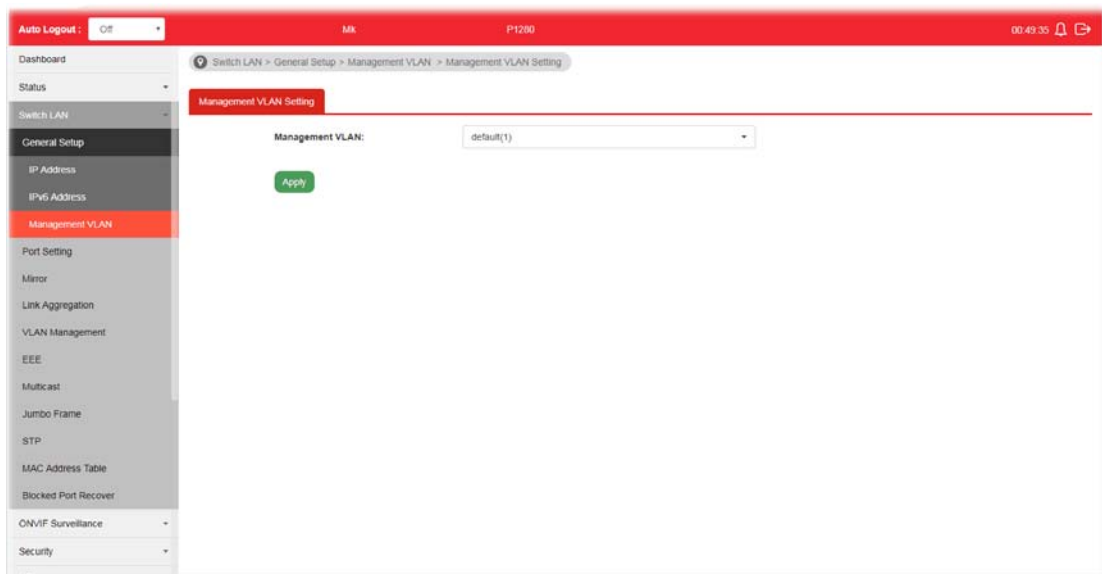 Auto Logout : Off Mk P1280 00:49:35
Dashboard
Status
Switch LAN
General Setup
IP Address
IPv6 Address
Management VLAN
Port Setting
Mirror
Link Aggregation
VLAN Management
EEE
Multicast
Jumbo Frame
STP
MAC Address Table
Blocked Port Recover
ONVIF Surveillance
Security
Switch LAN > General Setup > Management VLAN > Management VLAN Setting
Management VLAN Setting
Management VLAN: default(1)
Apply